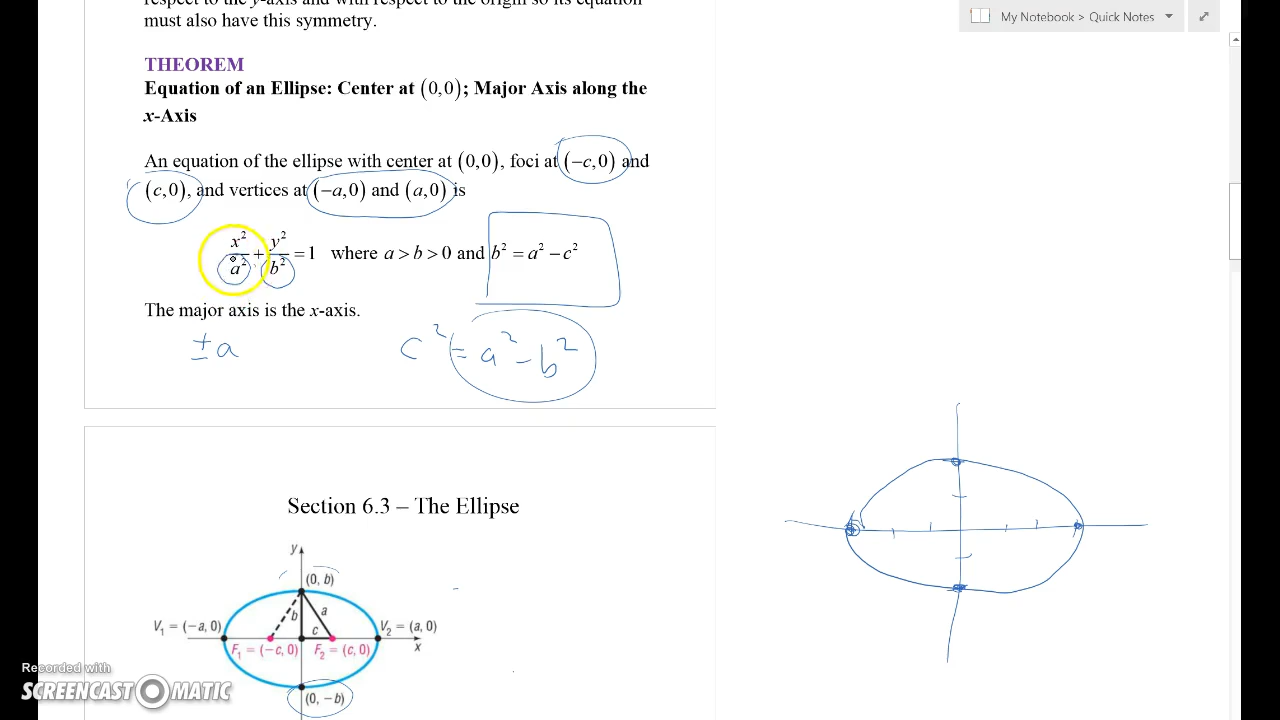 respect to the y-axis and with respect to the origin so its equation
must also have this symmetry.
My Notebook > Quick Notes
THEOREM
Equation of an Ellipse: Center at (0,0); Major Axis along the
x-Axis
An equation of the ellipse with center at (0,0), foci at (−c,0) and
(c,0), and vertices at (−a,0) and (a,0) is
x²/a² + y²/b² = 1 where a > b > 0 and b² = a² − c²
The major axis is the x-axis.
±a
c² = a² − b²
Section 6.3 – The Ellipse
y
(0, b)
b a
V₁ = (−a, 0)
c
V₂ = (a, 0)
F₁ = (−c, 0) F₂ = (c, 0)
x
(0, −b)
Recorded with
SCREENCAST O MATIC